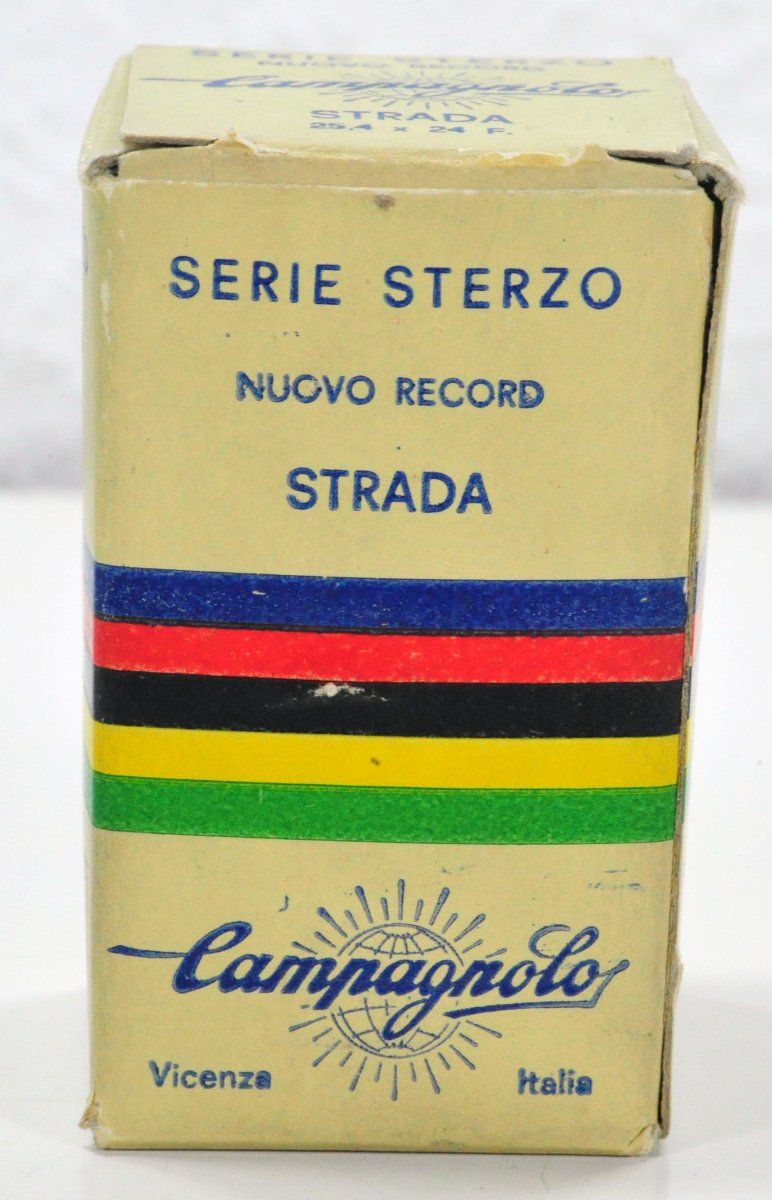 SERIE STERZO
NUOVO RECORD
Campagnolo
STRADA
25.4 x 24 F.
SERIE STERZO
NUOVO RECORD
STRADA
Campagnolo
Vicenza Italia